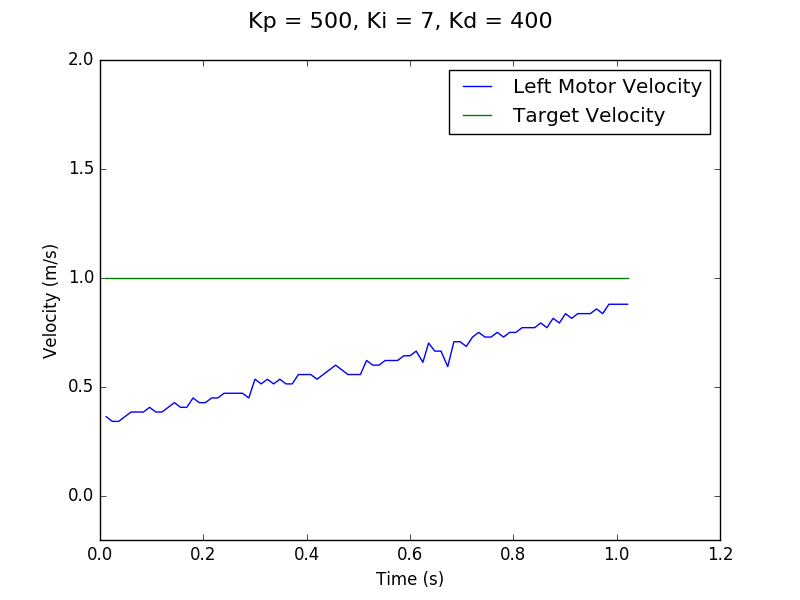 Kp = 500, Ki = 7, Kd = 400
2.0
Left Motor Velocity
Target Velocity
1.5
1.0
0.5
0.0
Velocity (m/s)
0.0 0.2 0.4 0.6 0.8 1.0 1.2
Time (s)